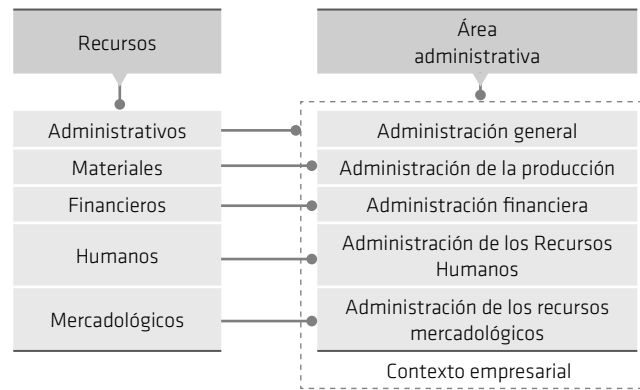 Recursos
Área
administrativa
Administrativos
Administración general
Materiales
Administración de la producción
Financieros
Administración financiera
Humanos
Administración de los Recursos
Humanos
Mercadológicos
Administración de los recursos
mercadológicos
Contexto empresarial